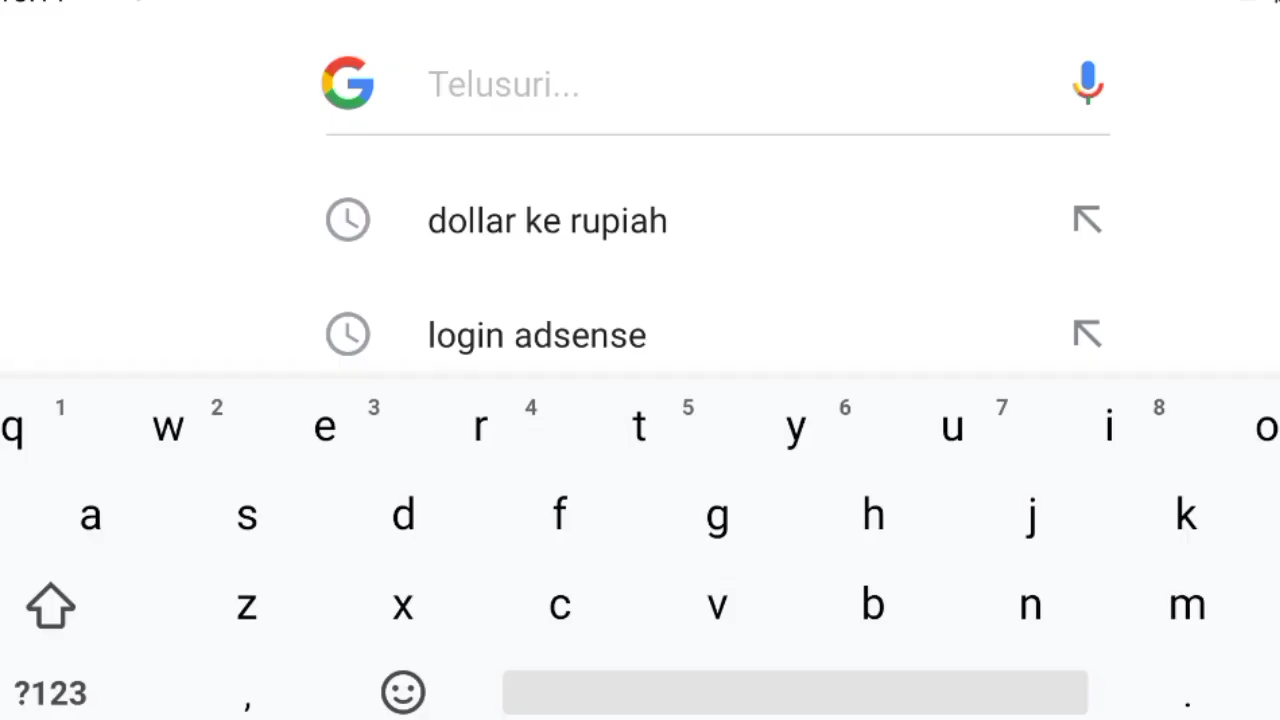 Telusuri...
dollar ke rupiah
login adsense
q 1 w 2 e 3 r 4 t 5 y 6 u 7 i 8 o
a s d f g h j k
z x c v b n m
?123 , .